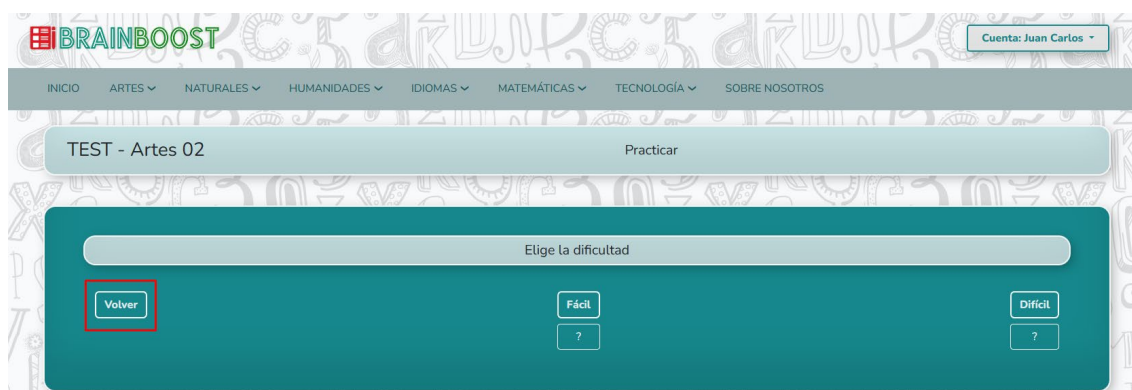 BRAINBOOST
Cuenta: Juan Carlos
INICIO ARTES NATURALES HUMANIDADES IDIOMAS MATEMÁTICAS TECNOLOGÍA SOBRE NOSOTROS
TEST - Artes 02 Practicar
Elige la dificultad
Volver Fácil Difícil
? ?